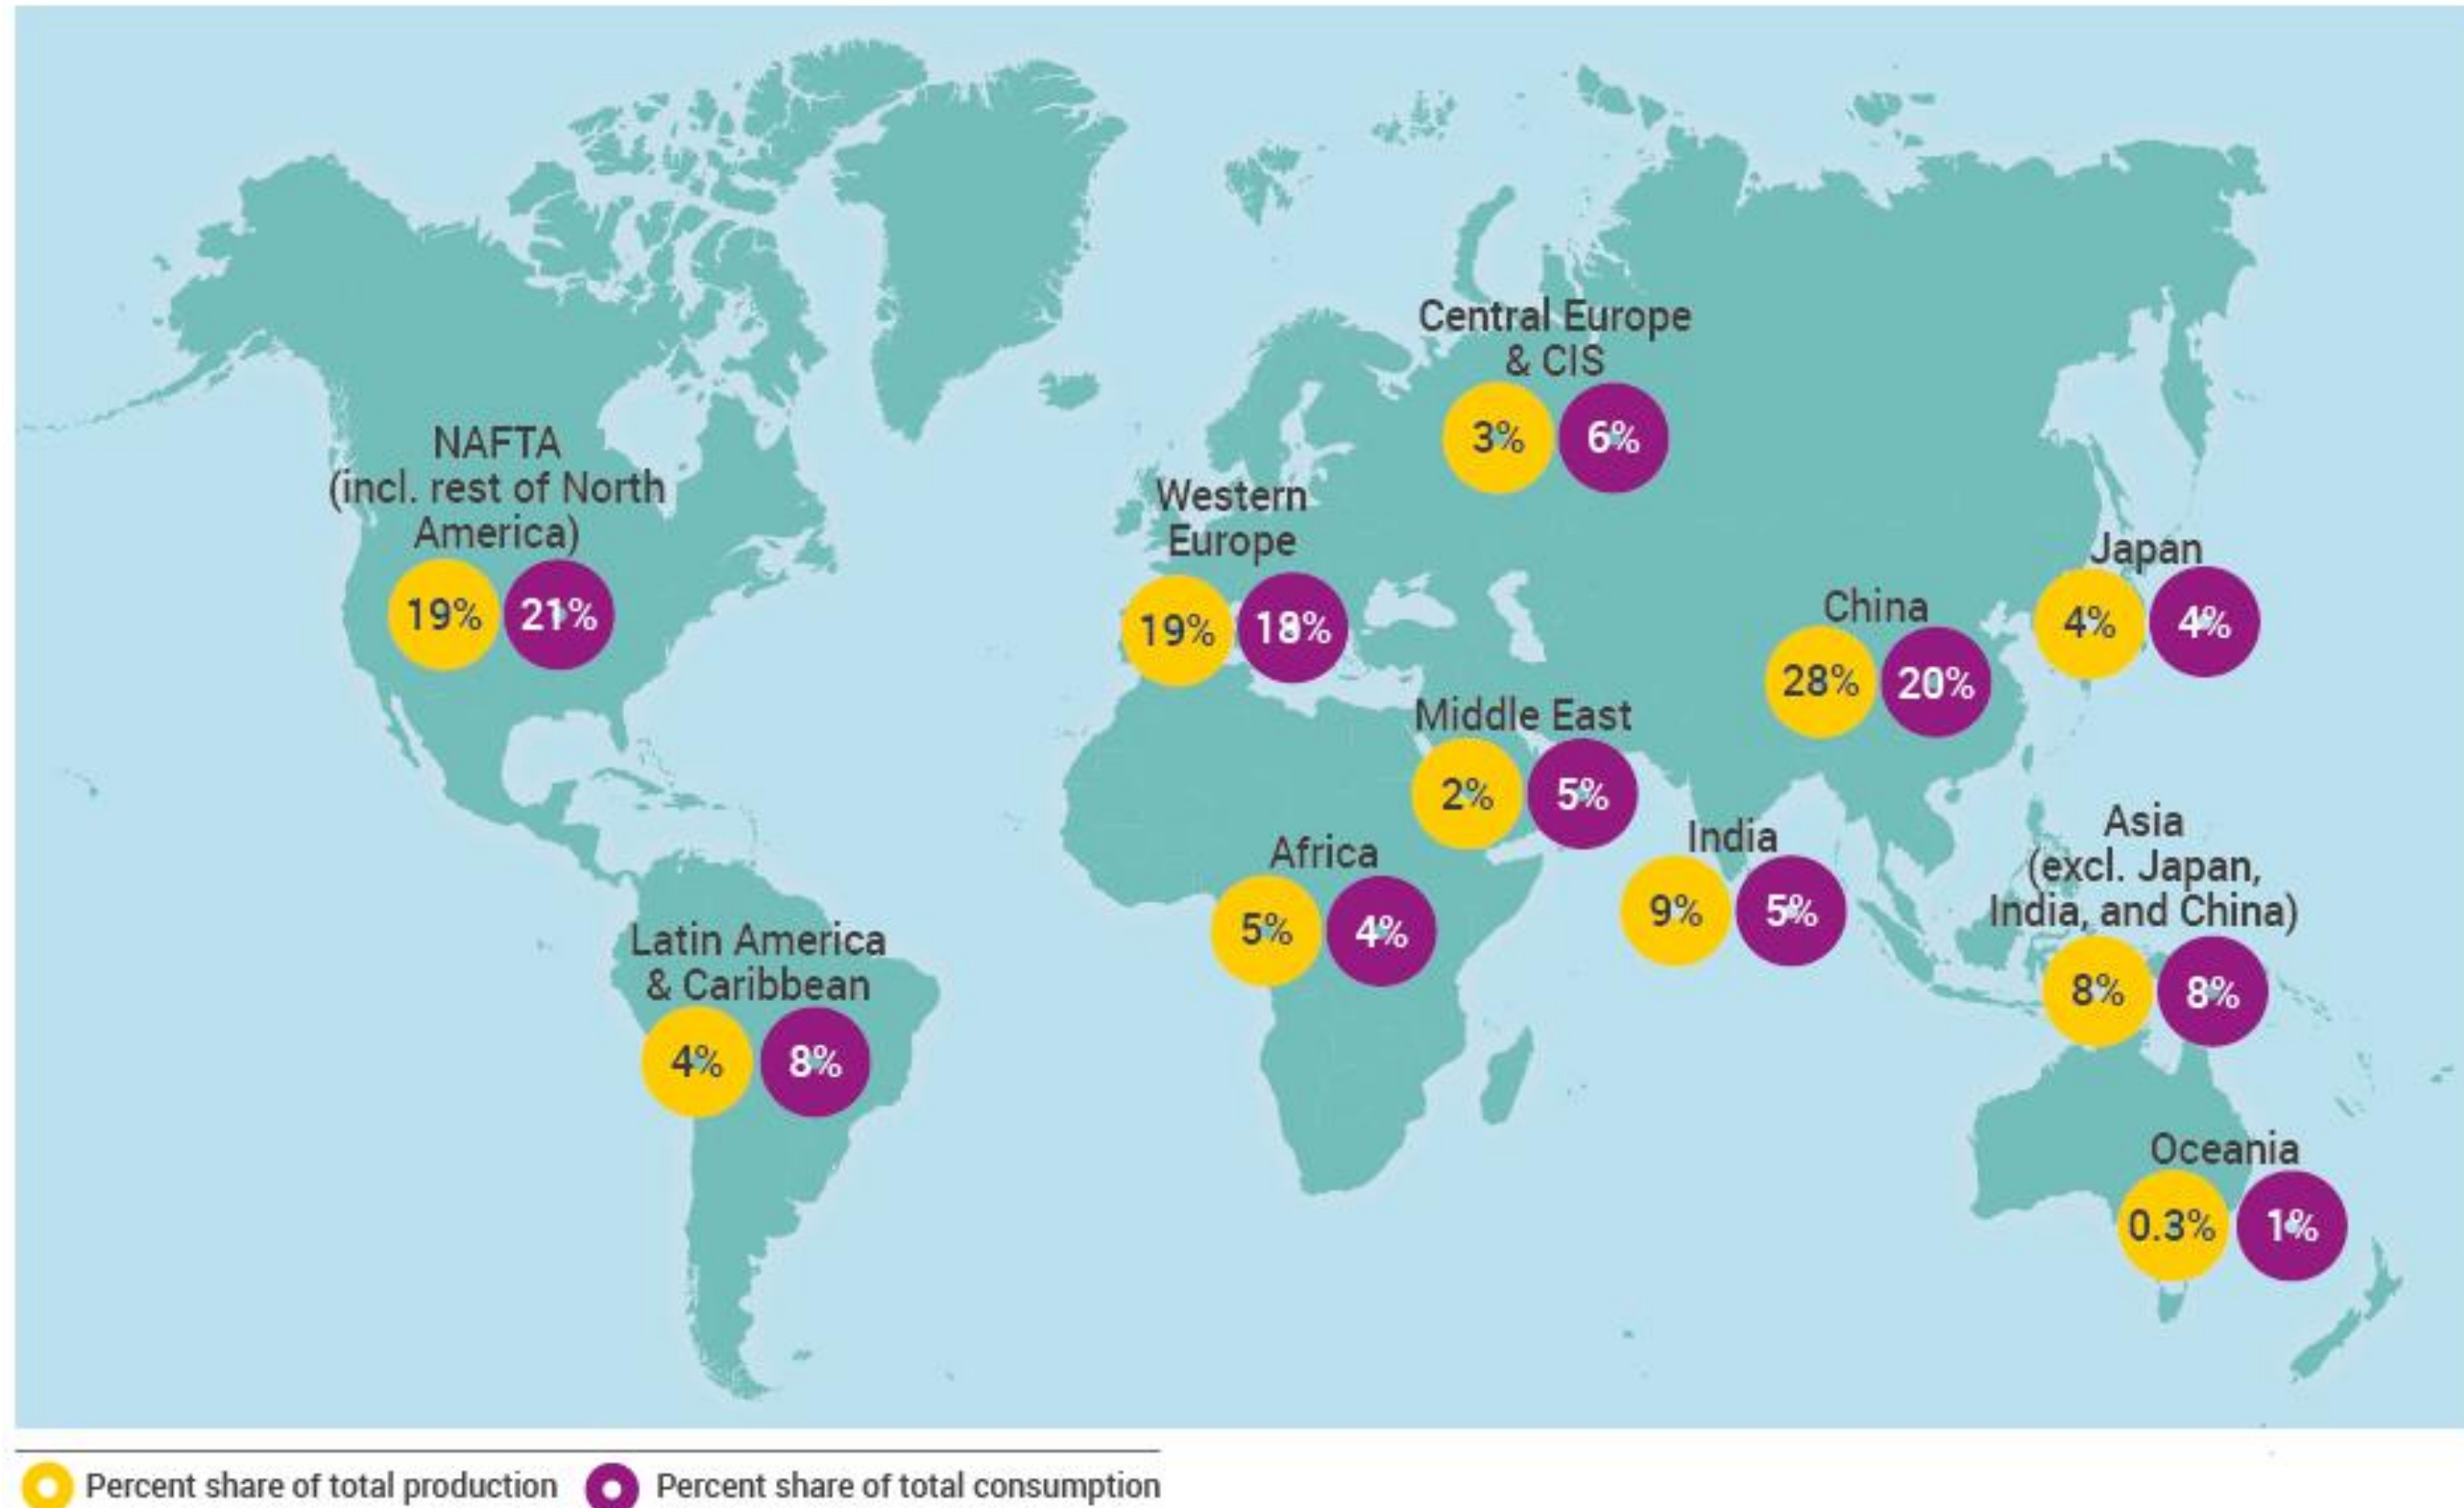 Central Europe
& CIS
3% 6%
NAFTA
(incl. rest of North
America)
19% 21%
Western
Europe
19% 18%
Japan
4% 4%
China
28% 20%
Middle East
2% 5%
India
9% 5%
Africa
5% 4%
Asia
(excl. Japan,
India, and China)
8% 8%
Latin America
& Caribbean
4% 8%
Oceania
0.3% 1%
Percent share of total production Percent share of total consumption